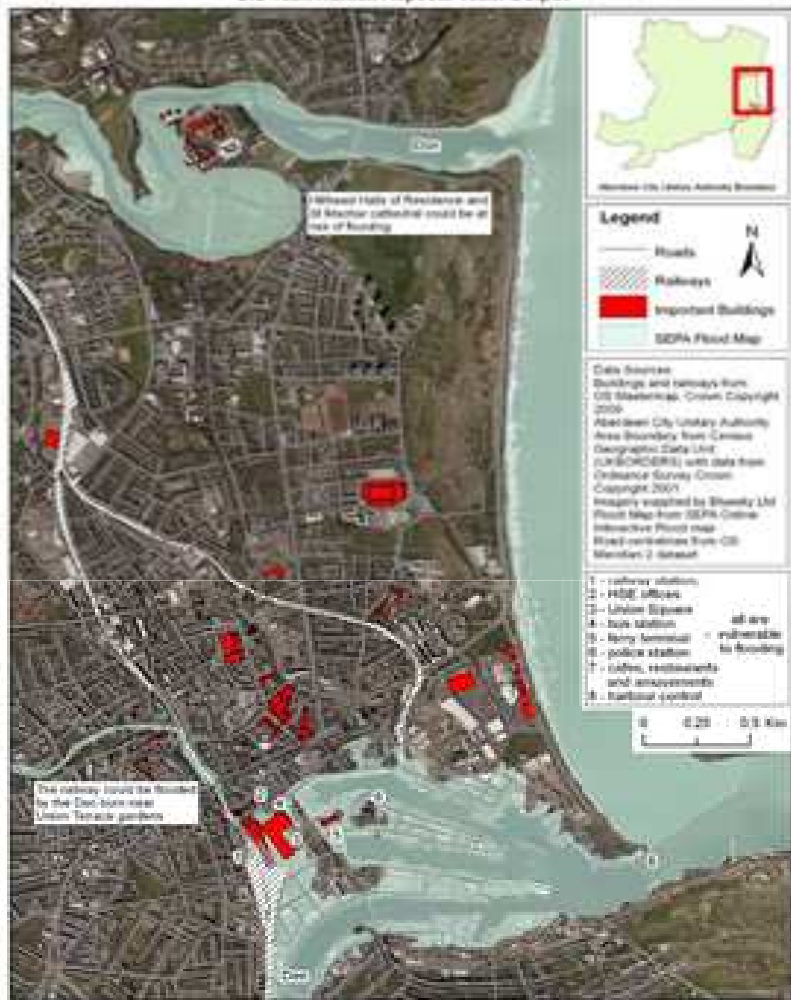 Don
Hillhead Halls of Residence and
St Machar cathedral could be at
risk of flooding
The railway could be flooded
by the Den burn near
Union Terrace gardens
Dee
Aberdeen City Unitary Authority Boundary
Legend
N
Roads
Railways
Important Buildings
SEPA Flood Map
Data Sources
Buildings and railways from
OS Mastermap, Crown Copyright
2009
Aberdeen City Unitary Authority
Area Boundary from Census
Geographic Data Unit
(UKBORDERS) with data from
Ordnance Survey Crown
Copyright 2001
Imagery supplied by Bluesky Ltd
Flood Map from SEPA Online
Interactive Flood map
Road centrelines from OS
Meridian 2 dataset
1 - railway station
2 - HSE offices
3 - Union Square
4 - bus station
5 - ferry terminal
6 - police station
7 - cafes, restaurants
and amusements
8 - harbour control
all are
vulnerable
to flooding
0 0.25 0.5 Km